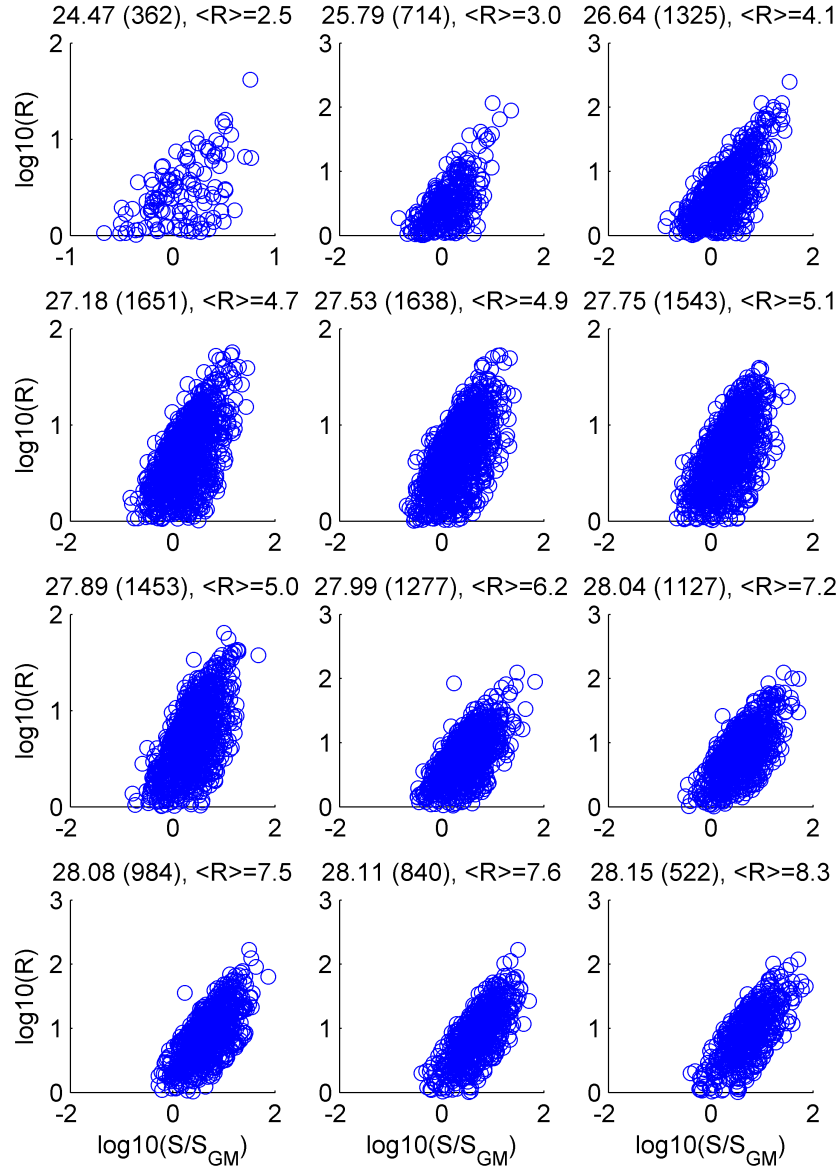 24.47 (362), <R>=2.5 25.79 (714), <R>=3.0 26.64 (1325), <R>=4.1
2 3 3
log10(R)
1 2 2
1 1
0 0 0
-1 0 1 -2 0 2 -2 0 2
27.18 (1651), <R>=4.7 27.53 (1638), <R>=4.9 27.75 (1543), <R>=5.1
2 2 2
log10(R)
1 1 1
0 0 0
-2 0 2 -2 0 2 -2 0 2
27.89 (1453), <R>=5.0 27.99 (1277), <R>=6.2 28.04 (1127), <R>=7.2
2 3 3
log10(R)
1 2 2
1 1
0 0 0
-2 0 2 -2 0 2 -2 0 2
28.08 (984), <R>=7.5 28.11 (840), <R>=7.6 28.15 (522), <R>=8.3
3 3 3
log10(R)
2 2 2
1 1 1
0 0 0
-2 0 2 -2 0 2 -2 0 2
log10(S/S_GM) log10(S/S_GM) log10(S/S_GM)